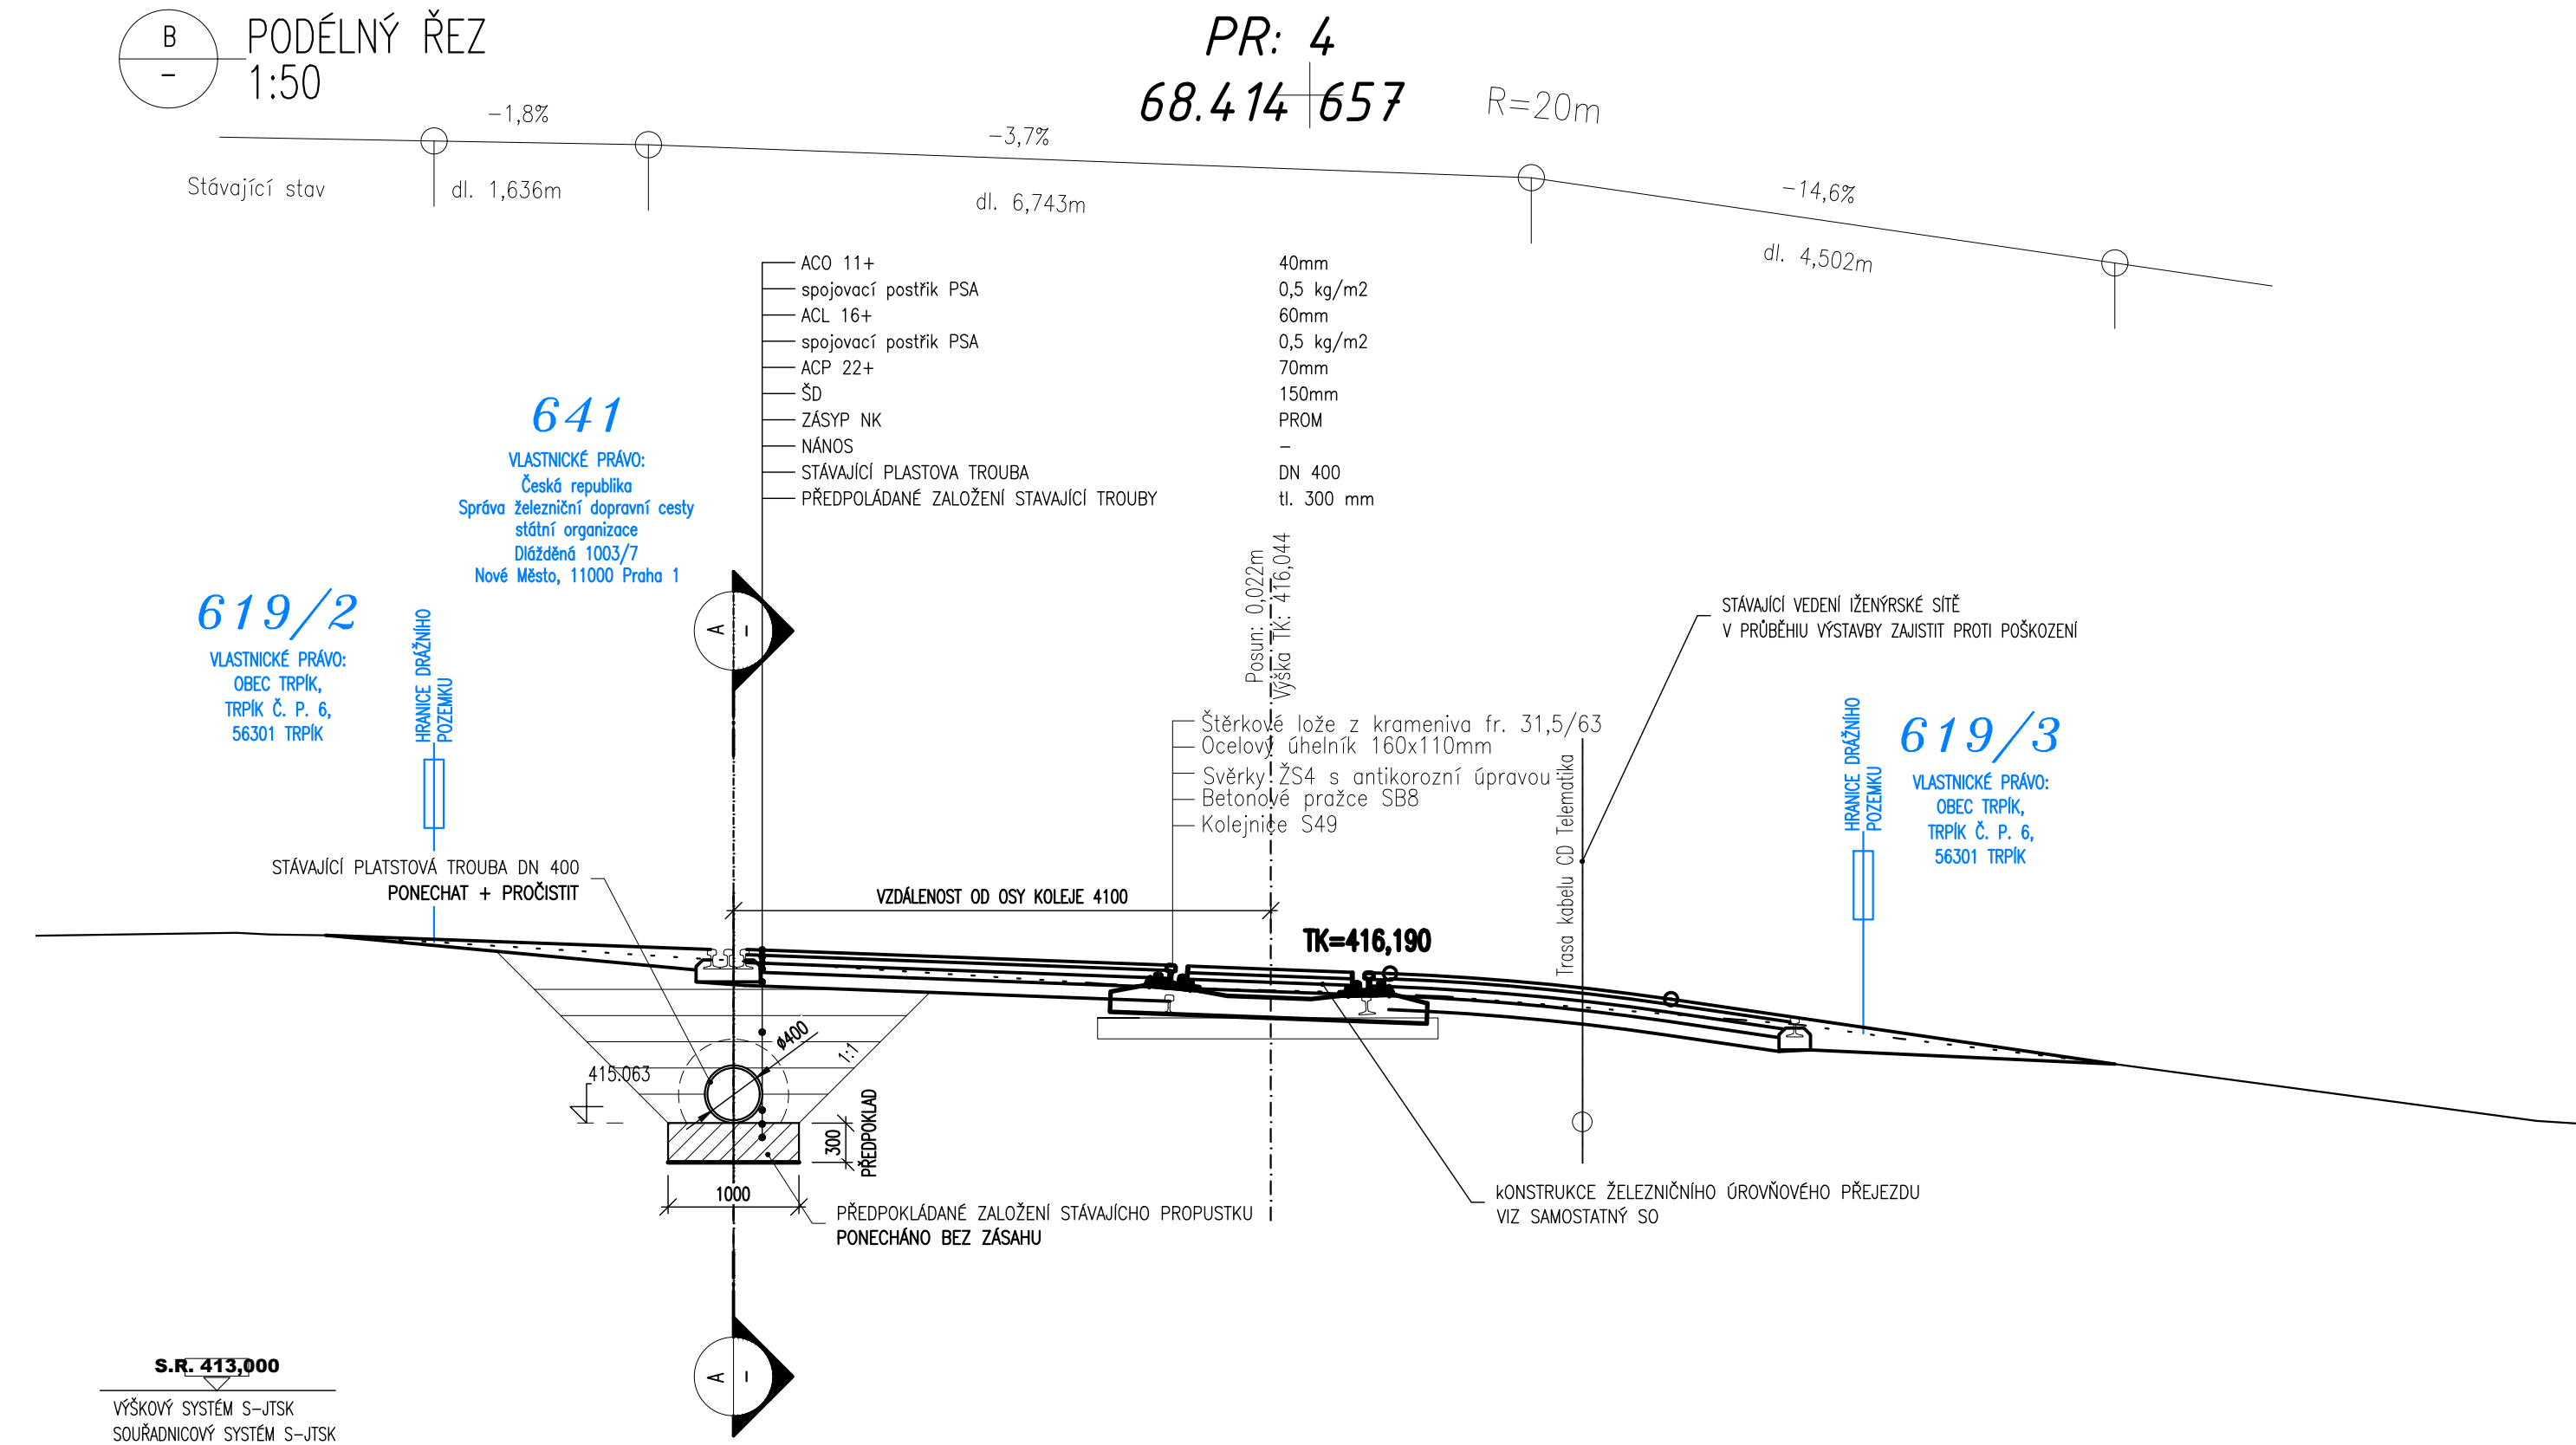 B
-
PODÉLNÝ ŘEZ
1:50
PR: 4
68.414 657
R=20m
-1,8%
-3,7%
-14,6%
Stávající stav
dl. 1,636m
dl. 6,743m
dl. 4,502m
ACO 11+ 40mm
spojovací postřik PSA 0,5 kg/m2
ACL 16+ 60mm
spojovací postřik PSA 0,5 kg/m2
ACP 22+ 70mm
ŠD 150mm
ZÁSYP NK PROM
NÁNOS -
STÁVAJÍCÍ PLASTOVA TROUBA DN 400
PŘEDPOLÁDANÉ ZALOŽENÍ STAVAJÍCÍ TROUBY tl. 300 mm
641
VLASTNICKÉ PRÁVO:
Česká republika
Správa železniční dopravní cesty
státní organizace
Dlážděná 1003/7
Nové Město, 11000 Praha 1
619/2
VLASTNICKÉ PRÁVO:
OBEC TRPÍK,
TRPÍK Č. P. 6,
56301 TRPÍK
HRANICE DRÁŽNÍHO
POZEMKU
A
-
Posun: 0,022m
Výška TK: 416,044
STÁVAJÍCÍ VEDENÍ IŽENÝRSKÉ SÍTĚ
V PRŮBĚHIU VÝSTAVBY ZAJISTIT PROTI POŠKOZENÍ
Štěrkové lože z krameniva fr. 31,5/63
Ocelový úhelník 160x110mm
Svěrky ŽS4 s antikorozní úpravou
Betonové pražce SB8
Kolejnice S49
Trasa kabelu CD Telematika
HRANICE DRÁŽNÍHO
POZEMKU
619/3
VLASTNICKÉ PRÁVO:
OBEC TRPÍK,
TRPÍK Č. P. 6,
56301 TRPÍK
STÁVAJÍCÍ PLATSTOVÁ TROUBA DN 400
PONECHAT + PROČISTIT
VZDÁLENOST OD OSY KOLEJE 4100
TK=416,190
ø400
1:1
415.063
300
PŘEDPOKLAD
1000
PŘEDPOKLÁDANÉ ZALOŽENÍ STÁVAJÍCHO PROPUSTKU
PONECHÁNO BEZ ZÁSAHU
kONSTRUKCE ŽELEZNIČNÍHO ÚROVŇOVÉHO PŘEJEZDU
VIZ SAMOSTATNÝ SO
A
-
S.R. 413,000
VÝŠKOVÝ SYSTÉM S-JTSK
SOUŘADNICOVÝ SYSTÉM S-JTSK